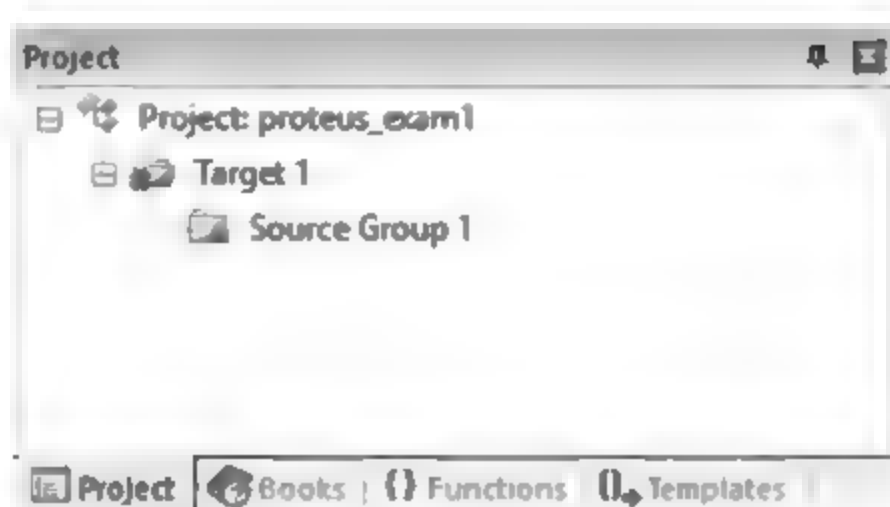 Project
Project: proteus_exam1
Target 1
Source Group 1
Project Books {} Functions Templates